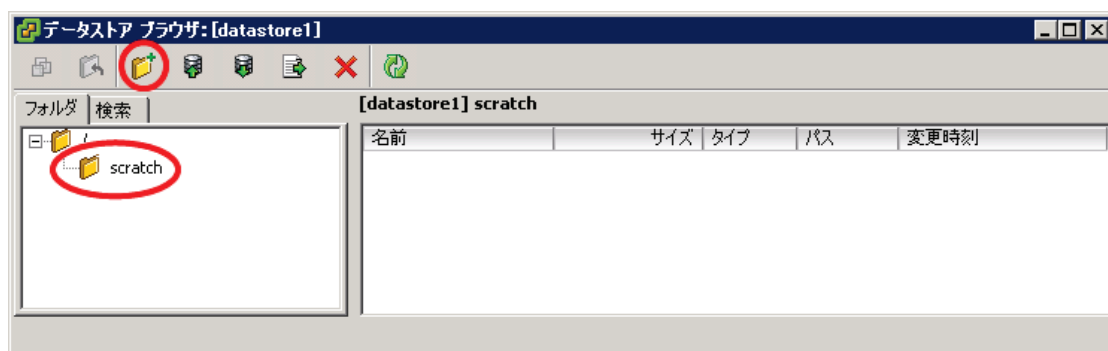 データストア ブラウザ: [datastore1]
フォルダ 検索
[datastore1] scratch
/
scratch
名前 サイズ タイプ パス 変更時刻